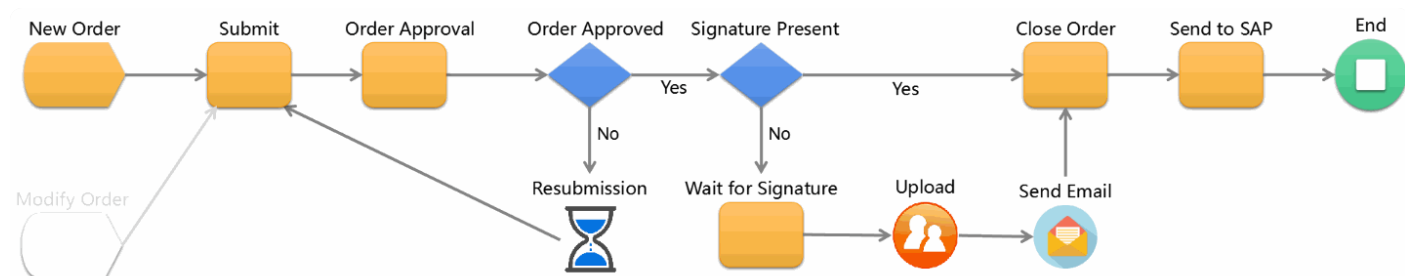 New Order
Submit
Order Approval
Order Approved
Signature Present
Close Order
Send to SAP
End
Yes
Yes
No
No
Modify Order
Resubmission
Wait for Signature
Upload
Send Email